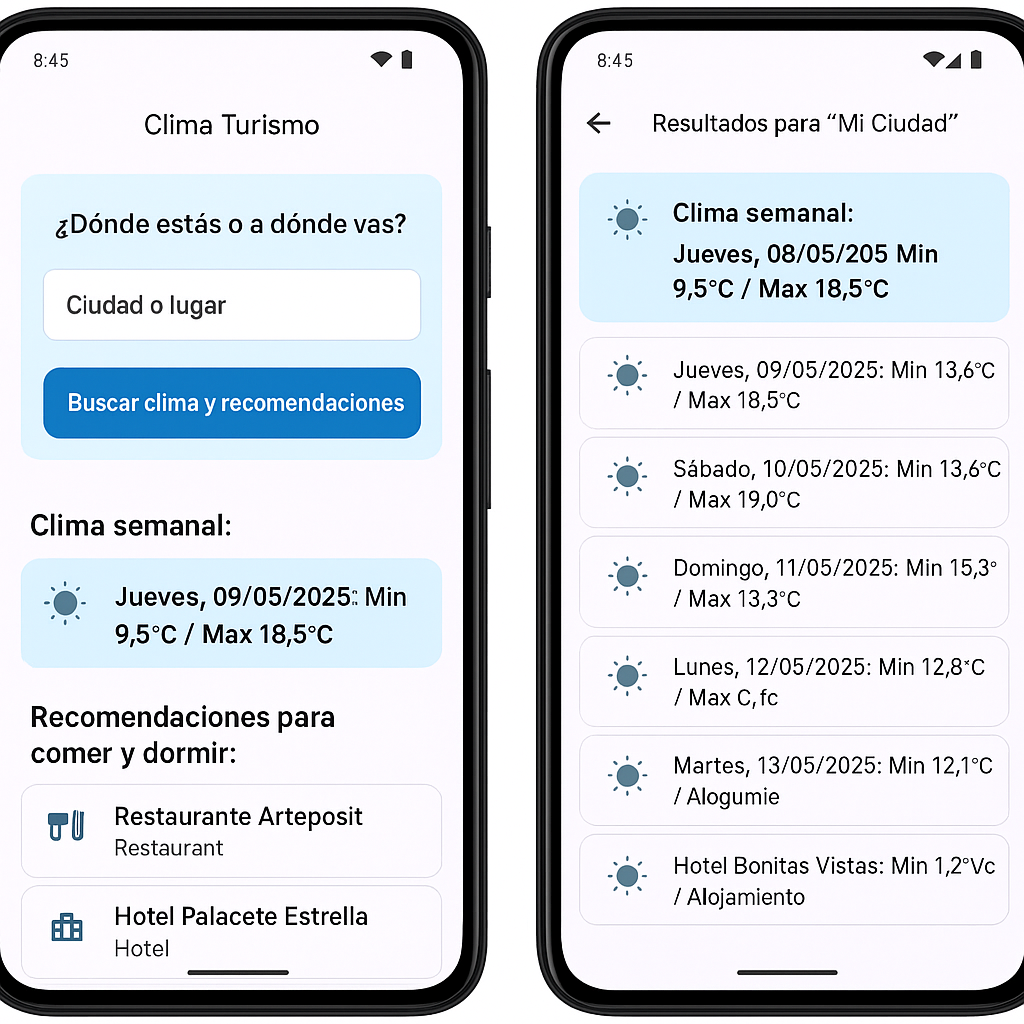 8:45
Clima Turismo
¿Dónde estás o a dónde vas?
Ciudad o lugar
Buscar clima y recomendaciones
Clima semanal:
Jueves, 09/05/2025: Min
9,5°C / Max 18,5°C
Recomendaciones para
comer y dormir:
Restaurante Arteposit
Restaurant
Hotel Palacete Estrella
Hotel
8:45
Resultados para “Mi Ciudad”
Clima semanal:
Jueves, 08/05/205 Min
9,5°C / Max 18,5°C
Jueves, 09/05/2025: Min 13,6°C
/ Max 18,5°C
Sábado, 10/05/2025: Min 13,6°C
/ Max 19,0°C
Domingo, 11/05/2025: Min 15,3°
/ Max 13,3°C
Lunes, 12/05/2025: Min 12,8°C
/ Max C,fc
Martes, 13/05/2025: Min 12,1°C
/ Alogumie
Hotel Bonitas Vistas: Min 1,2°Vc
/ Alojamiento